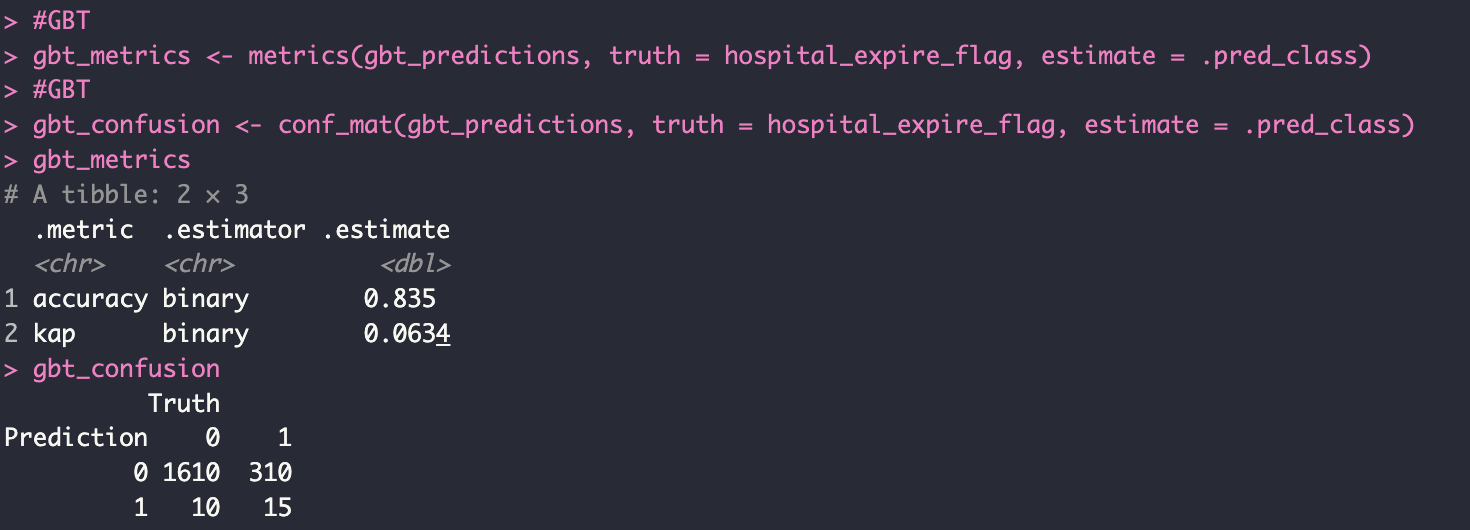 > #GBT
> gbt_metrics <- metrics(gbt_predictions, truth = hospital_expire_flag, estimate = .pred_class)
> #GBT
> gbt_confusion <- conf_mat(gbt_predictions, truth = hospital_expire_flag, estimate = .pred_class)
> gbt_metrics
# A tibble: 2 × 3
  .metric  .estimator .estimate
  <chr>    <chr>          <dbl>
1 accuracy binary        0.835
2 kap      binary        0.0634
> gbt_confusion
          Truth
Prediction    0    1
         0 1610  310
         1   10   15